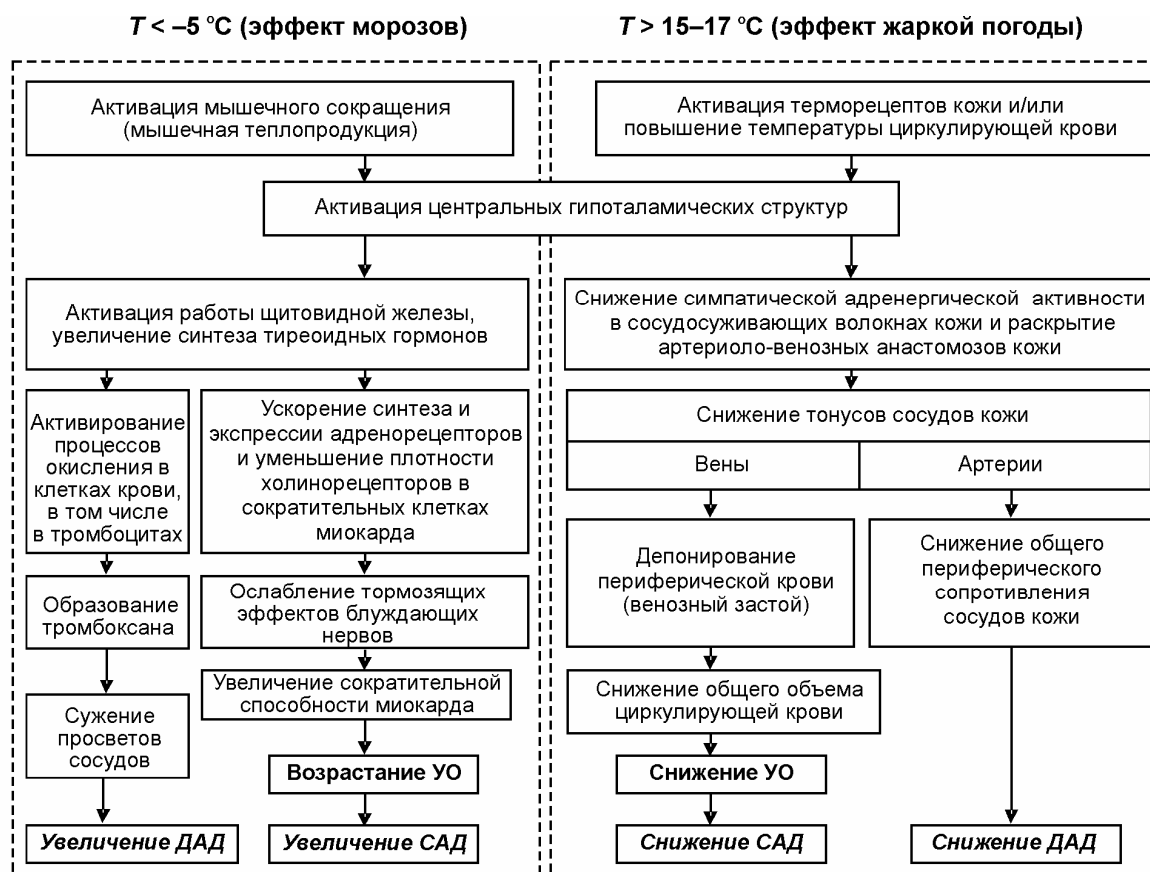 T < –5 °С (эффект морозов)
T > 15–17 °С (эффект жаркой погоды)
Активация мышечного сокращения
(мышечная теплопродукция)
Активация терморецептов кожи и/или
повышение температуры циркулирующей крови
Активация центральных гипоталамических структур
Активация работы щитовидной железы,
увеличение синтеза тиреоидных гормонов
Снижение симпатической адренергической активности
в сосудосуживающих волокнах кожи и раскрытие
артериоло-венозных анастомозов кожи
Активирование
процессов
окисления в
клетках крови,
в том числе
в тромбоцитах
Ускорение синтеза и
экспрессии адренорецепторов
и уменьшение плотности
холинорецепторов в
сократительных клетках
миокарда
Снижение тонусов сосудов кожи
Вены
Артерии
Депонирование
периферической крови
(венозный застой)
Снижение общего
периферического
сопротивления
сосудов кожи
Образование
тромбоксана
Ослабление тормозящих
эффектов блуждающих
нервов
Увеличение сократительной
способности миокарда
Снижение общего объема
циркулирующей крови
Сужение
просветов
сосудов
Возрастание УО
Снижение УО
Увеличение ДАД
Увеличение САД
Снижение САД
Снижение ДАД